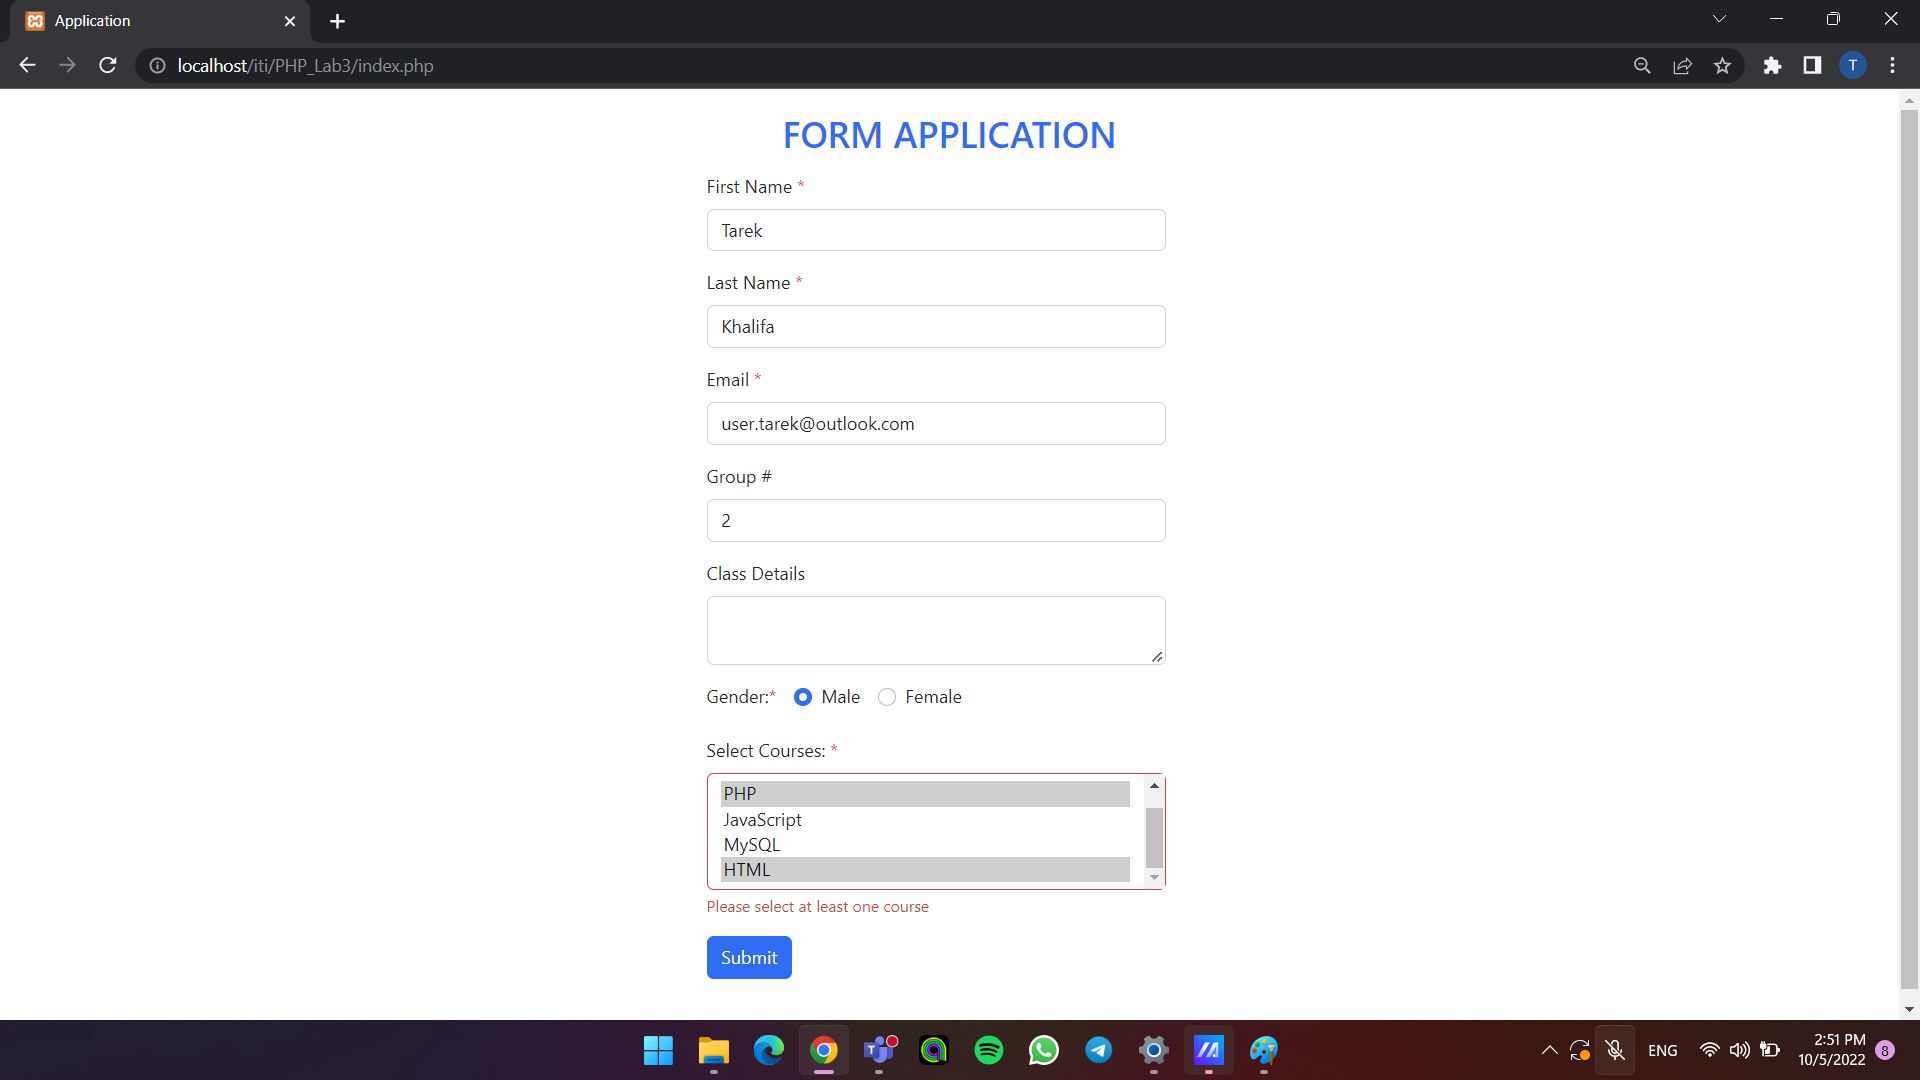 Application
localhost/iti/PHP_Lab3/index.php
T
FORM APPLICATION
First Name *
Tarek
Last Name *
Khalifa
Email *
user.tarek@outlook.com
Group #
2
Class Details
Gender:* Male Female
Select Courses: *
PHP
JavaScript
MySQL
HTML
Please select at least one course
Submit
ENG
2:51 PM
10/5/2022
8